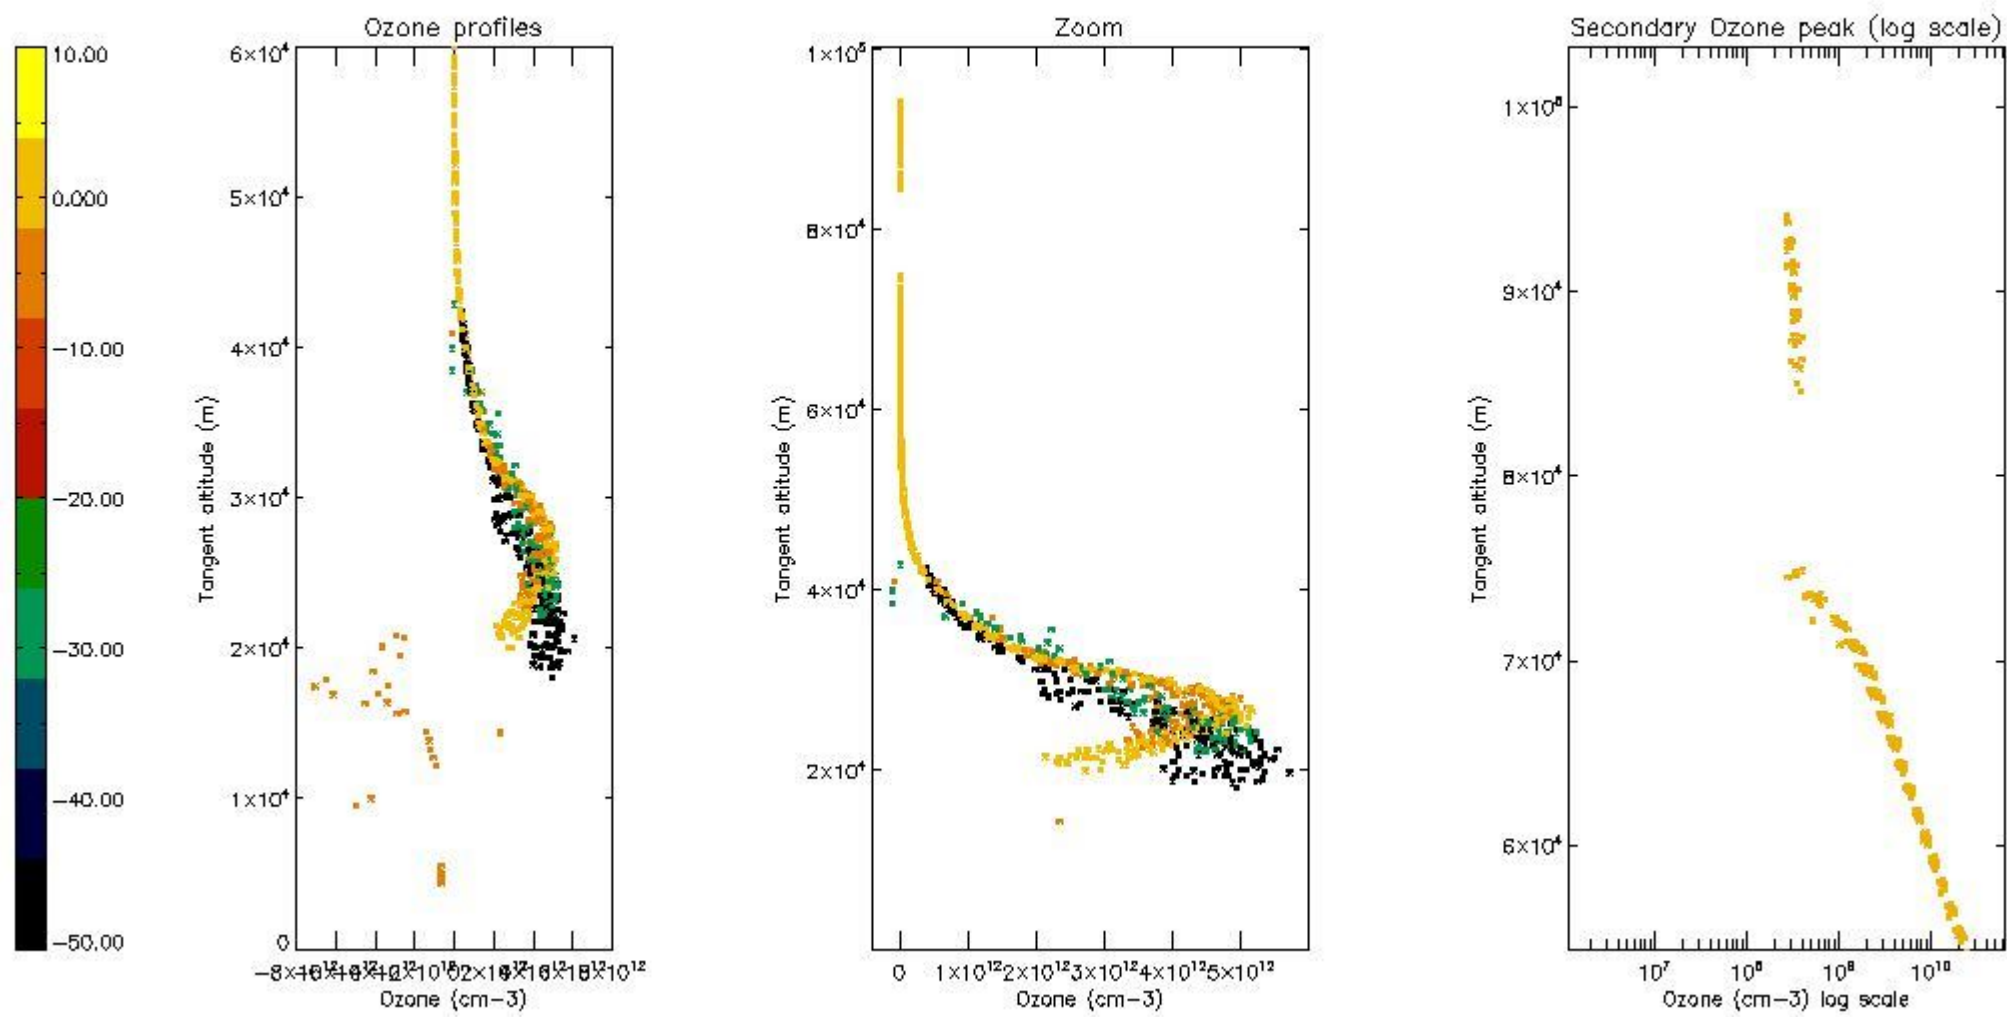 Ozone profiles
Zoom
Secondary Ozone peak (log scale)
10.00
0.000
−10.00
−20.00
−30.00
−40.00
−50.00
6×10⁴
5×10⁴
4×10⁴
3×10⁴
2×10⁴
1×10⁴
0
Tangent altitude (m)
Ozone (cm−3)
1×10⁵
8×10⁴
6×10⁴
4×10⁴
2×10⁴
Tangent altitude (m)
0 1×10¹² 2×10¹² 3×10¹² 4×10¹² 5×10¹²
Ozone (cm−3)
1×10⁵
9×10⁴
8×10⁴
7×10⁴
6×10⁴
Tangent altitude (m)
10⁷ 10⁸ 10⁹ 10¹⁰
Ozone (cm−3) log scale